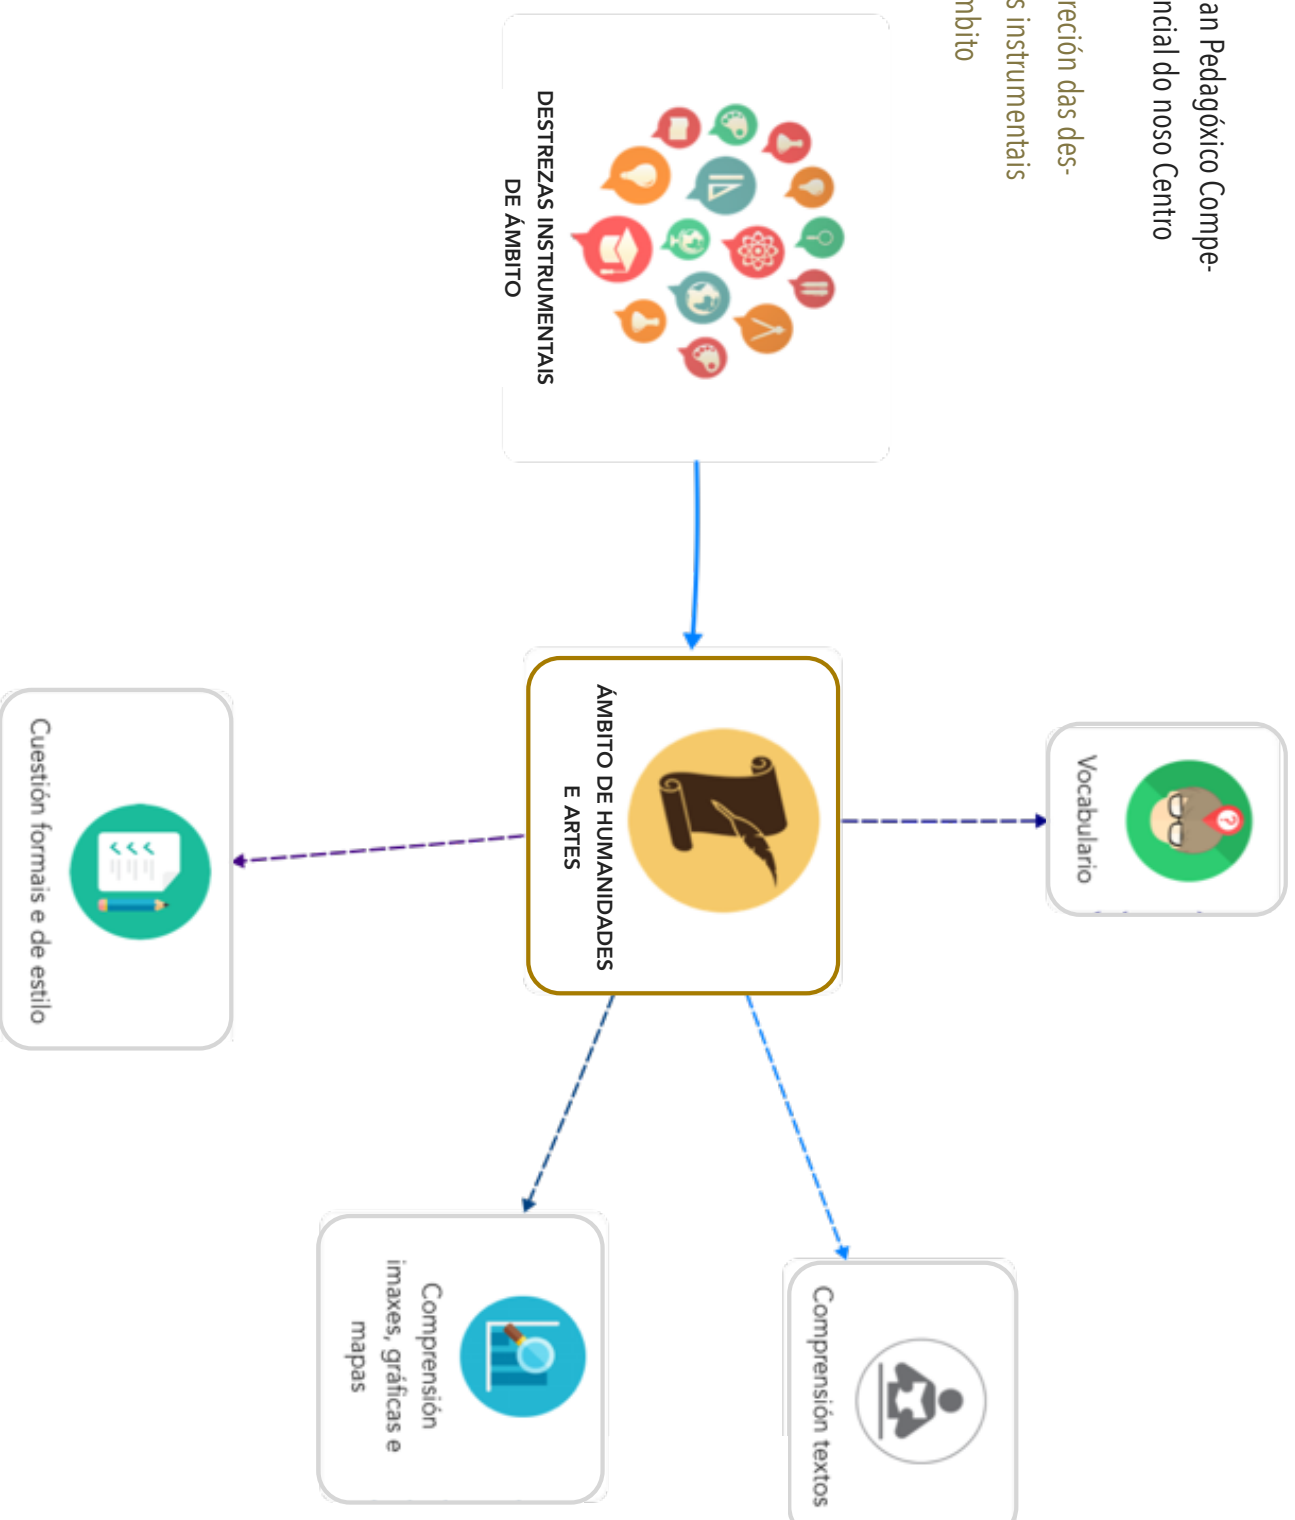 an Pedagóxico Compe-
ncial do noso Centro
reción das des-
s instrumentais
mbito
DESTREZAS INSTRUMENTAIS
DE ÁMBITO
ÁMBITO DE HUMANIDADES
E ARTES
Vocabulario
Comprensión textos
Comprensión
imaxes, gráficas e
mapas
Cuestión formais e de estilo